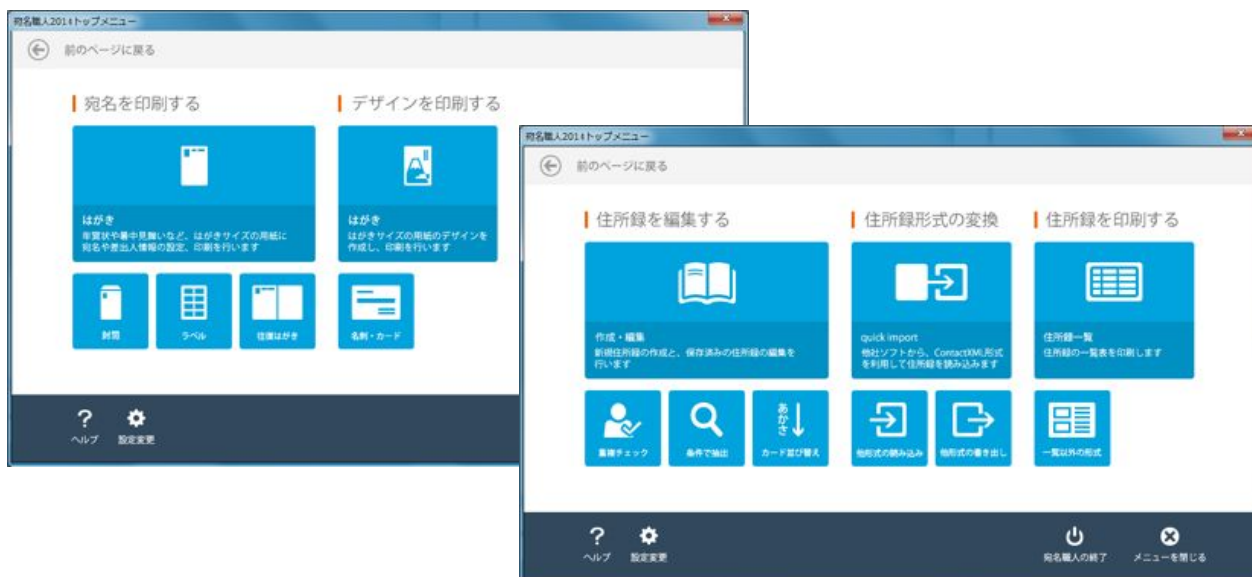 宛名職人2014トップメニュー
前のページに戻る
宛名を印刷する
はがき
年賀状や暑中見舞いなど、はがきサイズの用紙に
宛名や差出人情報の設定、印刷を行います
封筒
ラベル
往復はがき
デザインを印刷する
はがき
はがきサイズの用紙のデザインを
作成し、印刷を行います
名刺・カード
?
ヘルプ
設定変更
宛名職人2014トップメニュー
前のページに戻る
住所録を編集する
作成・編集
新規住所録の作成と、保存済みの住所録の編集を
行います
重複チェック
条件で抽出
あかさ
カード並び替え
住所録形式の変換
quick import
他社ソフトから、ContactXML形式
を利用して住所録を読み込みます
他形式の読み込み
他形式の書き出し
住所録を印刷する
住所録一覧
住所録の一覧表を印刷します
一覧以外の形式
?
ヘルプ
設定変更
宛名職人の終了
メニューを閉じる